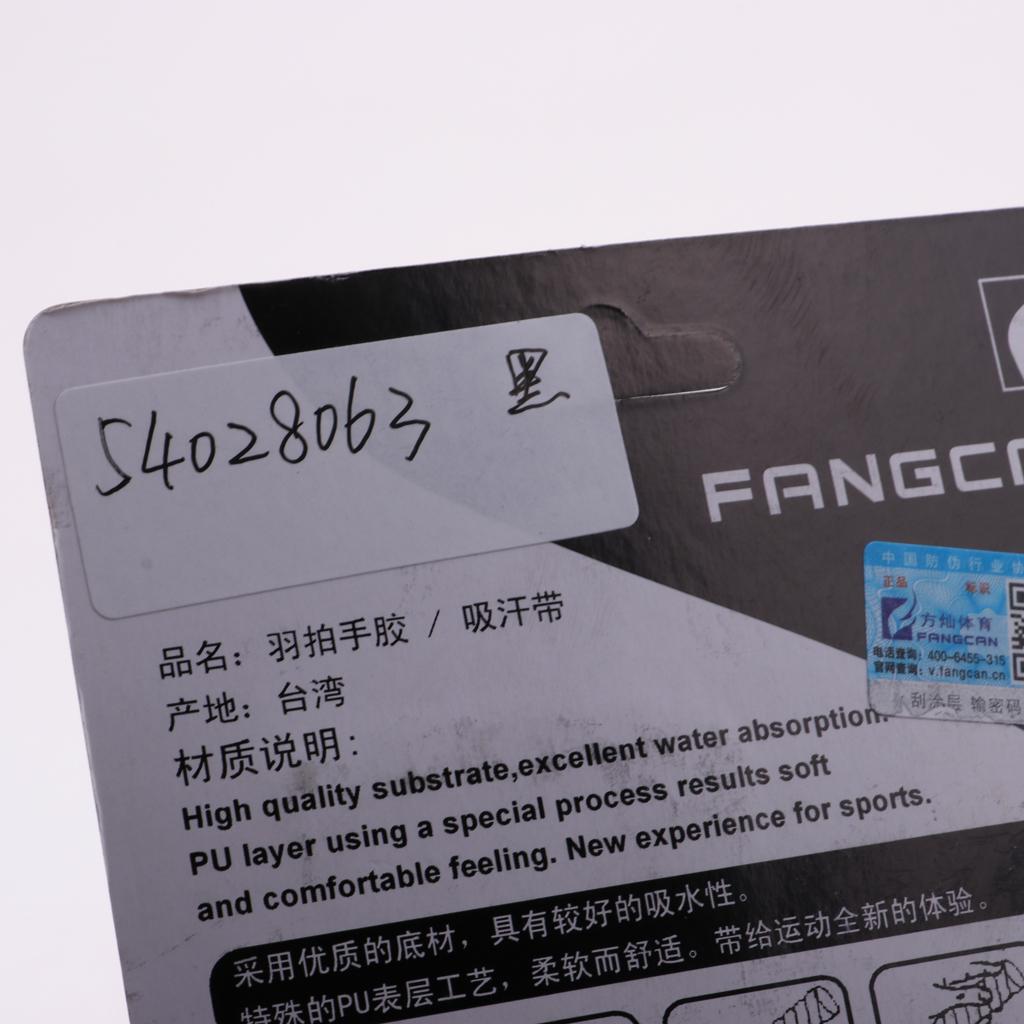 54028063 黑
FANGCAN
中国防伪行业协
正品 标识
方灿体育
FANGCAN
电话查询: 400-6455-315
官网查询: v.fangcan.cn
刮涂层 输密码
品名: 羽拍手胶 / 吸汗带
产地: 台湾
材质说明:
High quality substrate,excellent water absorption.
PU layer using a special process results soft
and comfortable feeling. New experience for sports.
采用优质的底材，具有较好的吸水性。
特殊的PU表层工艺，柔软而舒适。带给运动全新的体验。